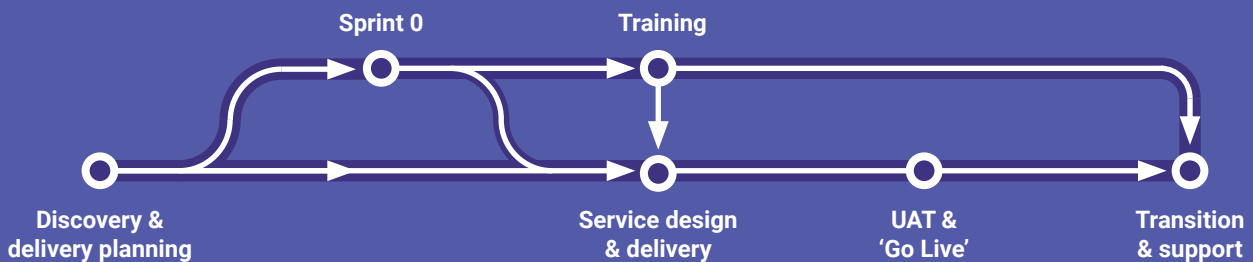 Sprint 0
Training
Discovery &
delivery planning
Service design
& delivery
UAT &
‘Go Live’
Transition
& support